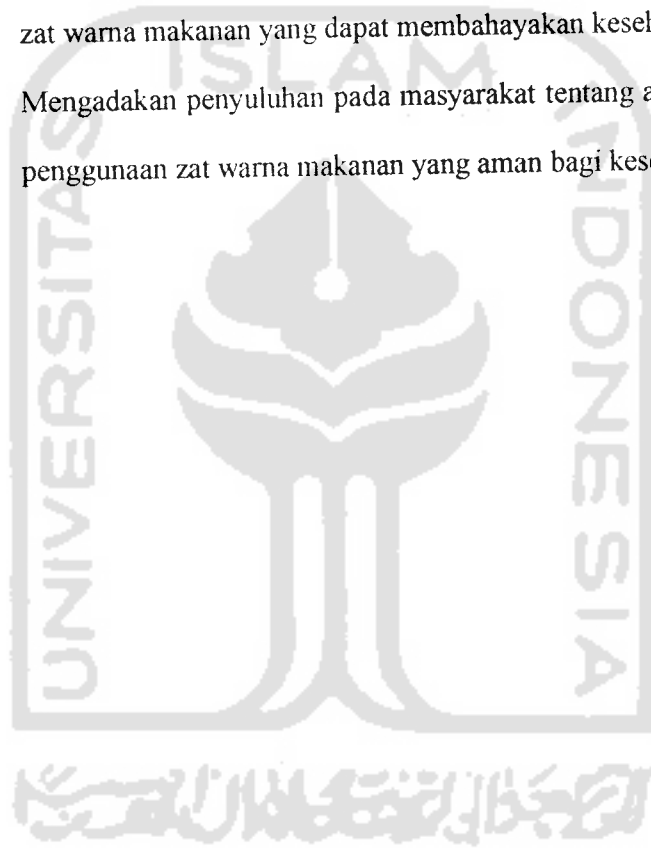 zat warna makanan yang dapat membahayakan
Mengadakan penyuluhan pada masyarakat tentang
penggunaan zat warna makanan yang aman bagi
ISLAM
UNIVERSITAS
INDONESIA